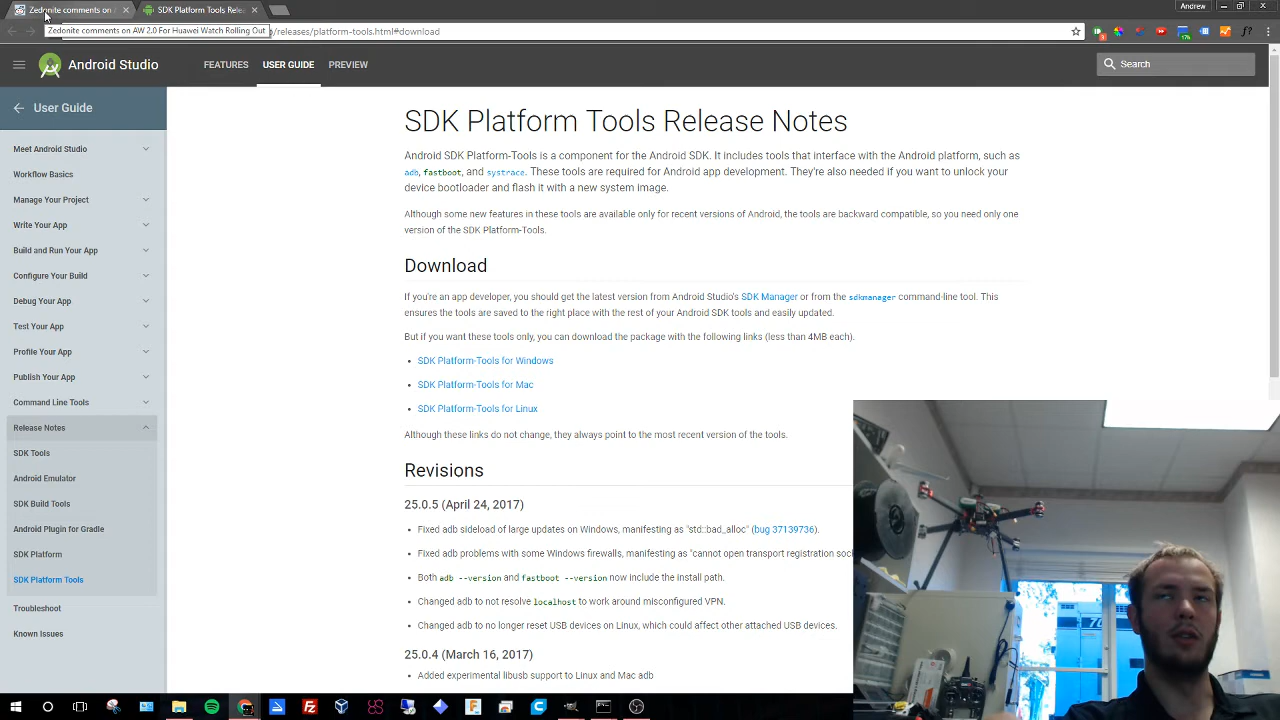 Zedonite comments on
SDK Platform Tools Rele
Andrew
Zedonite comments on AW 2.0 For Huawei Watch Rolling Out
/releases/platform-tools.html#download
Android Studio
FEATURES
USER GUIDE
PREVIEW
Search
User Guide
Meet Android Studio
Workflow Basics
Manage Your Project
Write Your App
Build and Run Your App
Configure Your Build
Debug Your App
Test Your App
Profile Your App
Publish Your App
Command Line Tools
Release Notes
SDK Tools
Android Emulator
SDK Build Tools
Android Plugin for Gradle
SDK Platform
SDK Platform Tools
Troubleshoot
Known Issues
SDK Platform Tools Release Notes
Android SDK Platform-Tools is a component for the Android SDK. It includes tools that interface with the Android platform, such as
adb, fastboot, and systrace. These tools are required for Android app development. They're also needed if you want to unlock your
device bootloader and flash it with a new system image.
Although some new features in these tools are available only for recent versions of Android, the tools are backward compatible, so you need only one
version of the SDK Platform-Tools.
Download
If you're an app developer, you should get the latest version from Android Studio's SDK Manager or from the sdkmanager command-line tool. This
ensures the tools are saved to the right place with the rest of your Android SDK tools and easily updated.
But if you want these tools only, you can download the package with the following links (less than 4MB each).
• SDK Platform-Tools for Windows
• SDK Platform-Tools for Mac
• SDK Platform-Tools for Linux
Although these links do not change, they always point to the most recent version of the tools.
Revisions
25.0.5 (April 24, 2017)
• Fixed adb sideload of large updates on Windows, manifesting as "std::bad_alloc" (bug 37139736).
• Fixed adb problems with some Windows firewalls, manifesting as "cannot open transport registration sock
• Both adb --version and fastboot --version now include the install path.
• Changed adb to not resolve localhost to work around misconfigured VPN.
• Changed adb to no longer reset USB devices on Linux, which could affect other attached USB devices.
25.0.4 (March 16, 2017)
• Added experimental libusb support to Linux and Mac adb